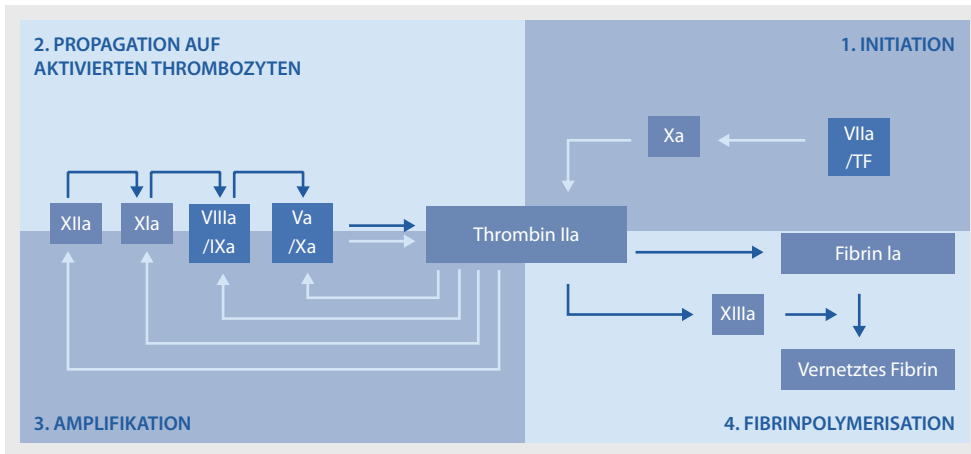 2. PROPAGATION AUF
AKTIVIERTEN THROMBOZYTEN
1. INITIATION
Xa
VIIa
/TF
XIIa
XIa
VIIIa
/IXa
Va
/Xa
Thrombin IIa
Fibrin Ia
XIIIa
Vernetztes Fibrin
3. AMPLIFIKATION
4. FIBRINPOLYMERISATION